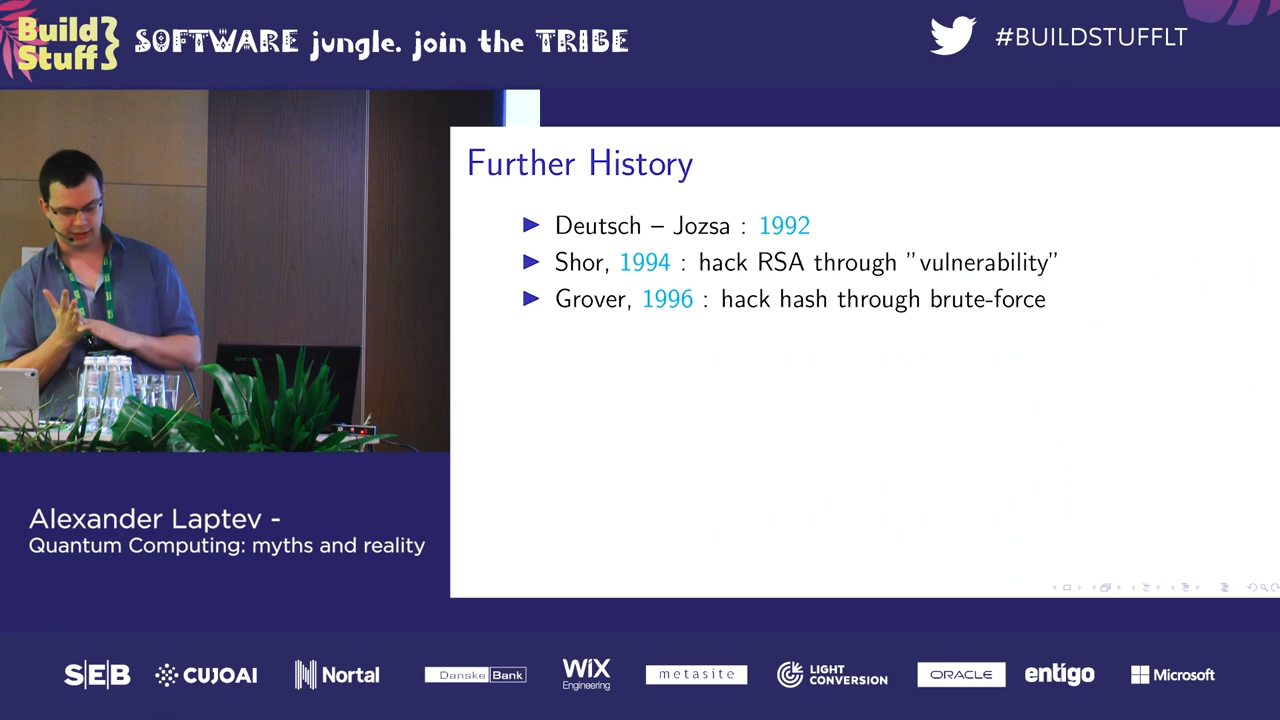 Build
Stuff
SOFTWARE jungle. join the TRIBE
#BUILDSTUFFLT
Further History
Deutsch – Jozsa : 1992
Shor, 1994 : hack RSA through "vulnerability"
Grover, 1996 : hack hash through brute-force
Alexander Laptev -
Quantum Computing: myths and reality
SEB
CUJOAI
Nortal
Danske Bank
WiX
Engineering
metasite
LIGHT
CONVERSION
ORACLE
entigo
Microsoft